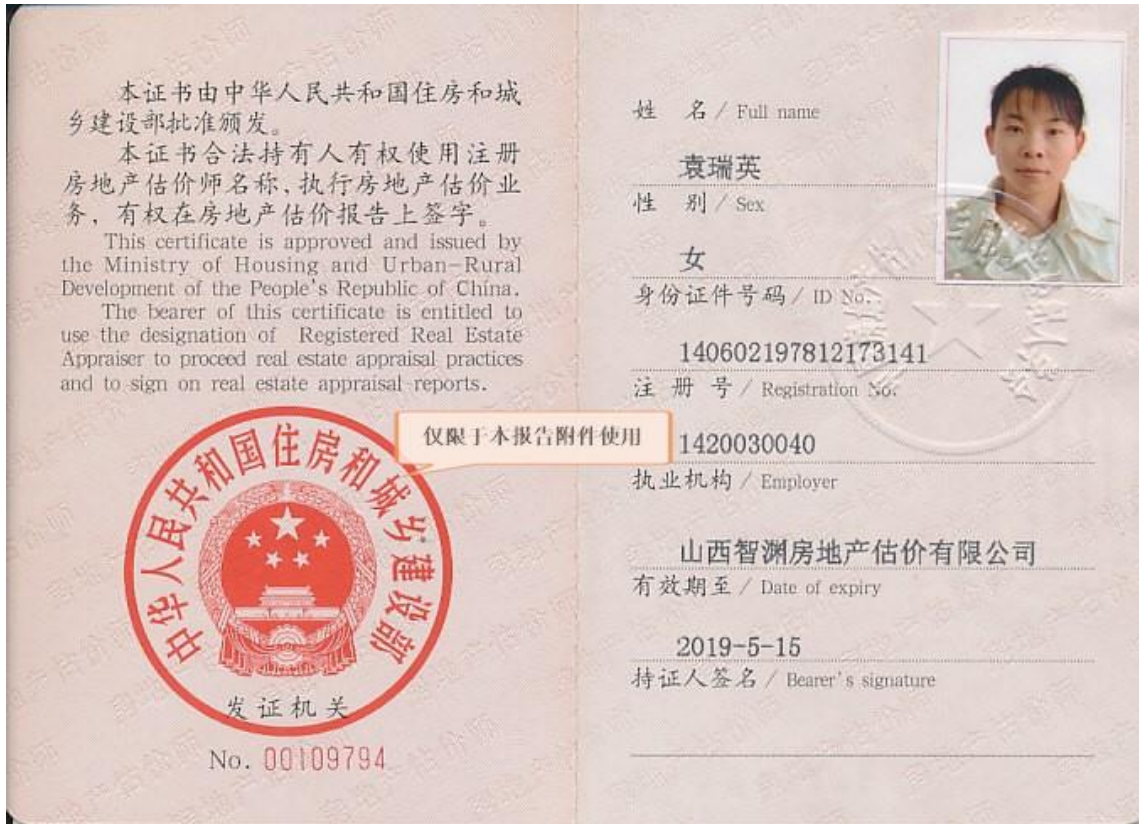 本证书由中华人民共和国住房和城
乡建设部批准颁发。
本证书合法持有人有权使用注册
房地产估价师名称、执行房地产估价业
务，有权在房地产估价报告上签字。
This certificate is approved and issued by
the Ministry of Housing and Urban-Rural
Development of the People's Republic of China.
The bearer of this certificate is entitled to
use the designation of Registered Real Estate
Appraiser to proceed real estate appraisal practices
and to sign on real estate appraisal reports.
中华人民共和国住房和城乡建设部
发证机关
No. 00109794
仅限于本报告附件使用
姓 名 / Full name
袁瑞英
性 别 / Sex
女
身份证件号码 / ID No.
140602197812173141
注 册 号 / Registration No.
1420030040
执业机构 / Employer
山西智渊房地产估价有限公司
有效期至 / Date of expiry
2019-5-15
持证人签名 / Bearer's signature